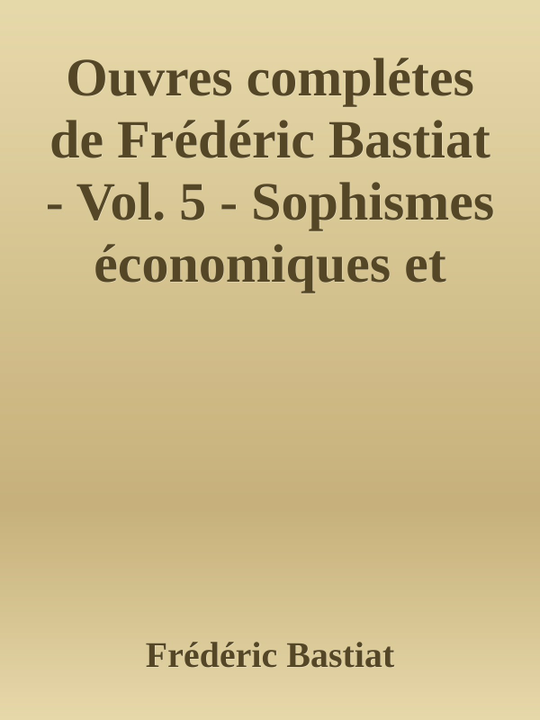 Ouvres complétes
de Frédéric Bastiat
- Vol. 5 - Sophismes
économiques et
Frédéric Bastiat